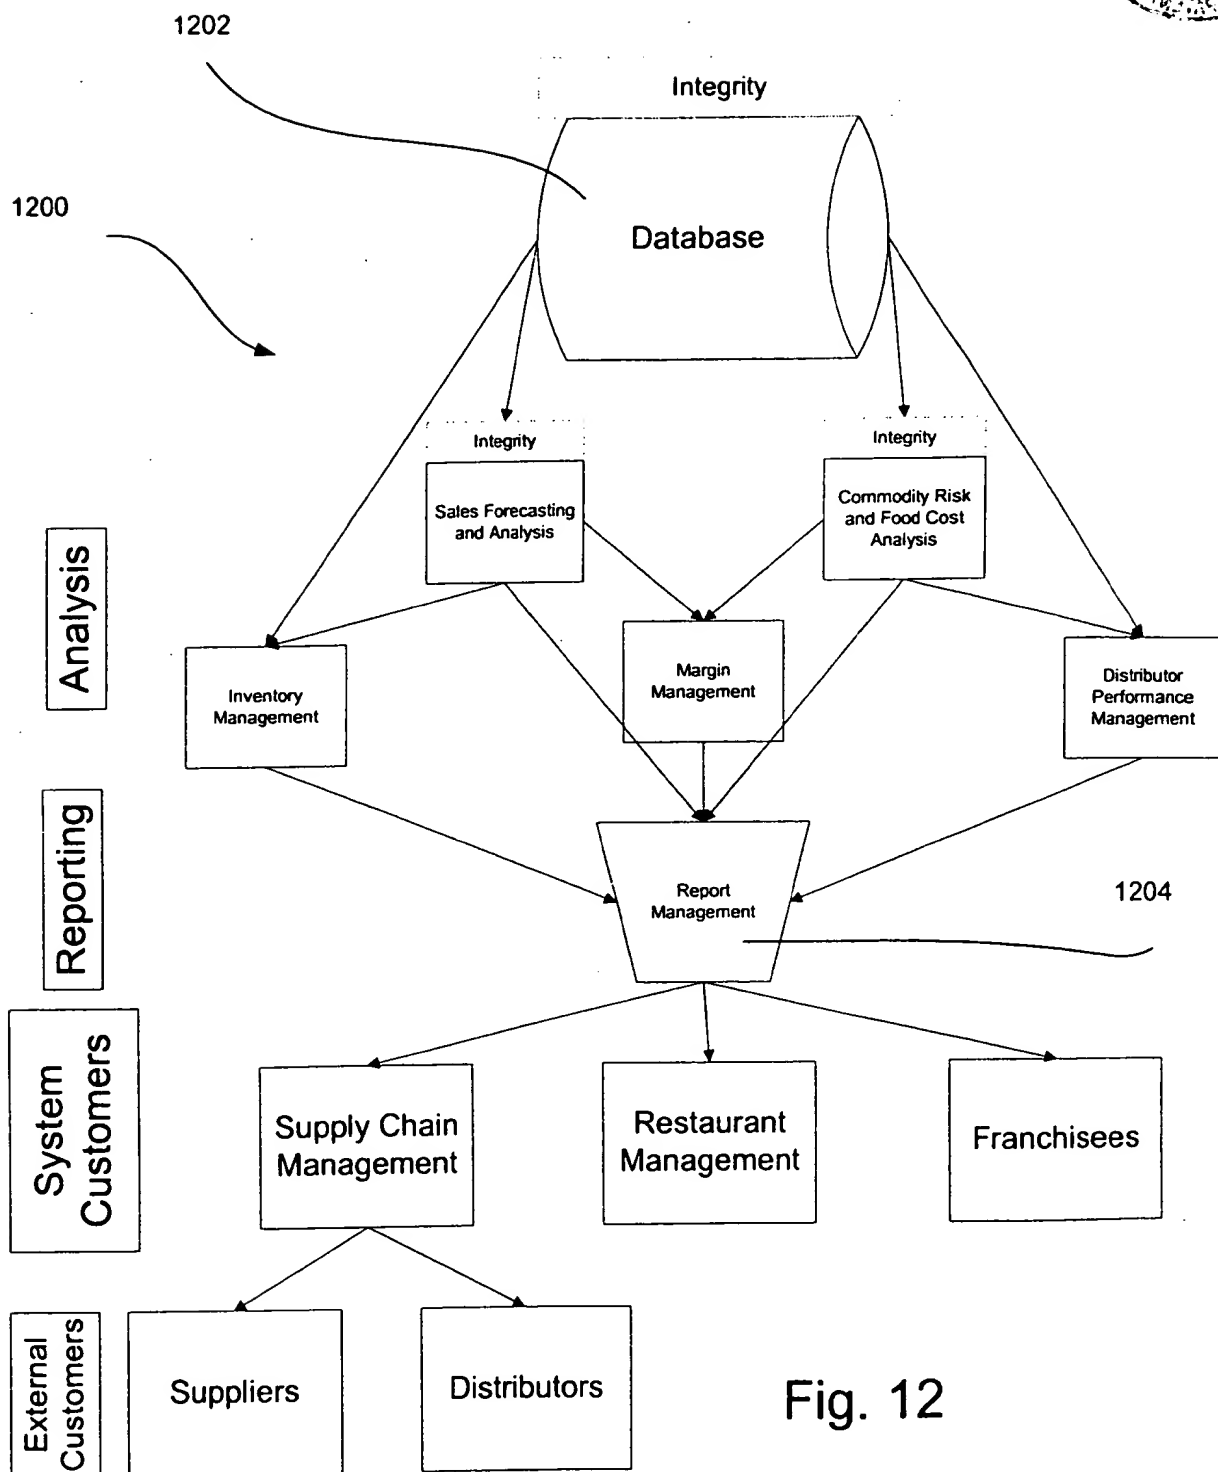 1202
Integrity
1200
Database
Integrity
Integrity
Sales Forecasting
and Analysis
Commodity Risk
and Food Cost
Analysis
Analysis
Inventory
Management
Margin
Management
Distributor
Performance
Management
Reporting
Report
Management
1204
System
Customers
Supply Chain
Management
Restaurant
Management
Franchisees
External
Customers
Suppliers
Distributors
Fig. 12